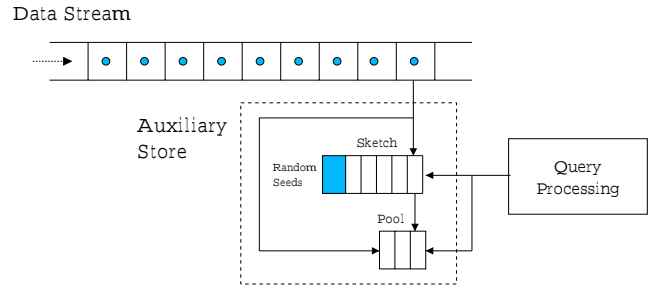 Data Stream
Auxiliary
Store
Sketch
Random
Seeds
Pool
Query
Processing